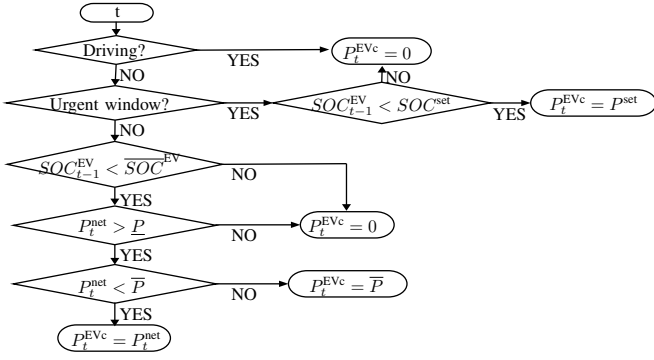 t
Driving?
YES
P_t^{EVc} = 0
NO
NO
Urgent window?
YES
SOC_{t-1}^{EV} < SOC^{set}
YES
P_t^{EVc} = P^{set}
NO
SOC_{t-1}^{EV} < \overline{SOC}^{EV}
NO
YES
P_t^{net} > \underline{P}
NO
P_t^{EVc} = 0
YES
P_t^{net} < \overline{P}
NO
P_t^{EVc} = \overline{P}
YES
P_t^{EVc} = P_t^{net}